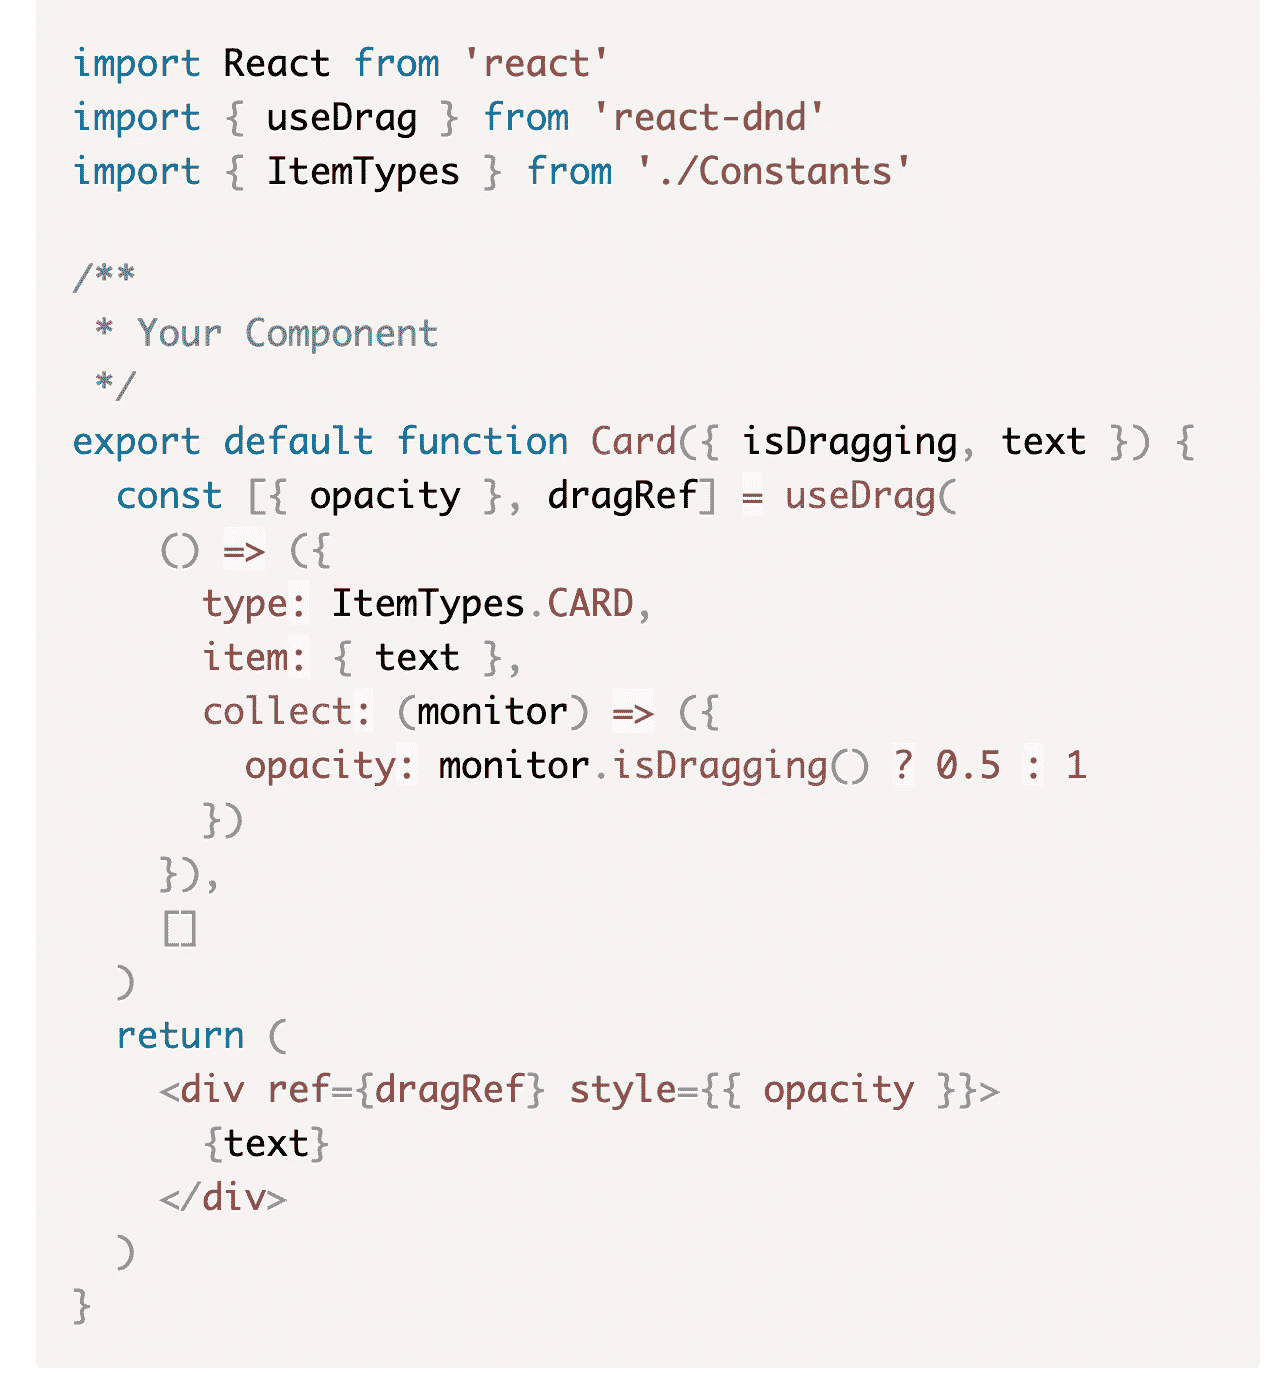 import React from 'react'
import { useDrag } from 'react-dnd'
import { ItemTypes } from './Constants'

/**
 * Your Component
 */
export default function Card({ isDragging, text }) {
  const [{ opacity }, dragRef] = useDrag(
    () => ({
      type: ItemTypes.CARD,
      item: { text },
      collect: (monitor) => ({
        opacity: monitor.isDragging() ? 0.5 : 1
      })
    }),
    []
  )
  return (
    <div ref={dragRef} style={{ opacity }}>
      {text}
    </div>
  )
}